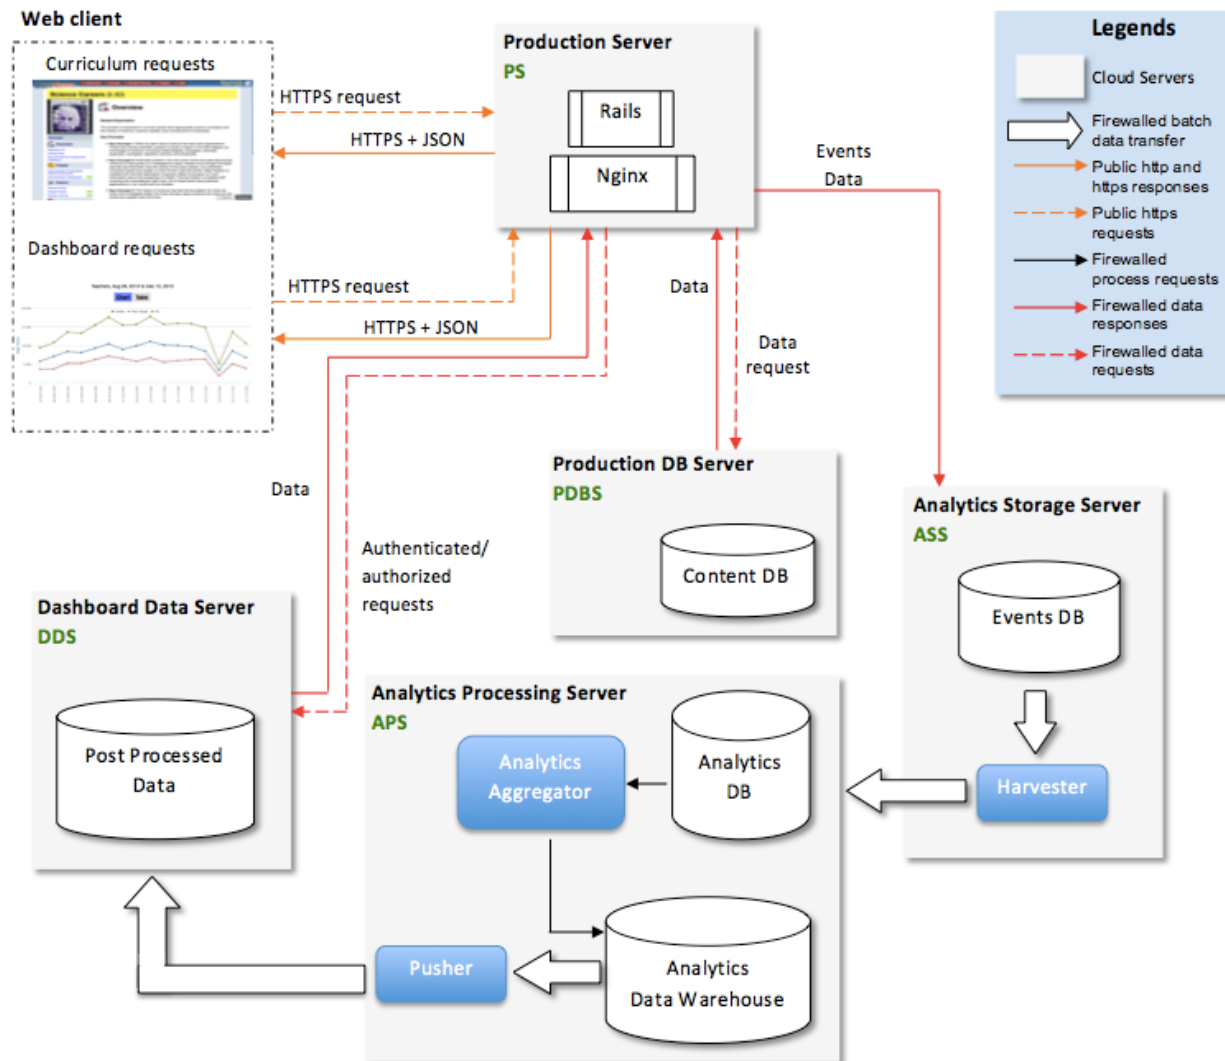 Web client
Curriculum requests
Overview
Dashboard requests
Chart
Table
HTTPS request
HTTPS + JSON
HTTPS request
HTTPS + JSON
Production Server
PS
Rails
Nginx
Events
Data
Data
Data
request
Data
Authenticated/
authorized
requests
Legends
Cloud Servers
Firewalled batch
data transfer
Public http and
https responses
Public https
requests
Firewalled
process requests
Firewalled data
responses
Firewalled data
requests
Production DB Server
PDBS
Content DB
Analytics Storage Server
ASS
Events DB
Harvester
Dashboard Data Server
DDS
Post Processed
Data
Analytics Processing Server
APS
Analytics
Aggregator
Analytics
DB
Pusher
Analytics
Data Warehouse